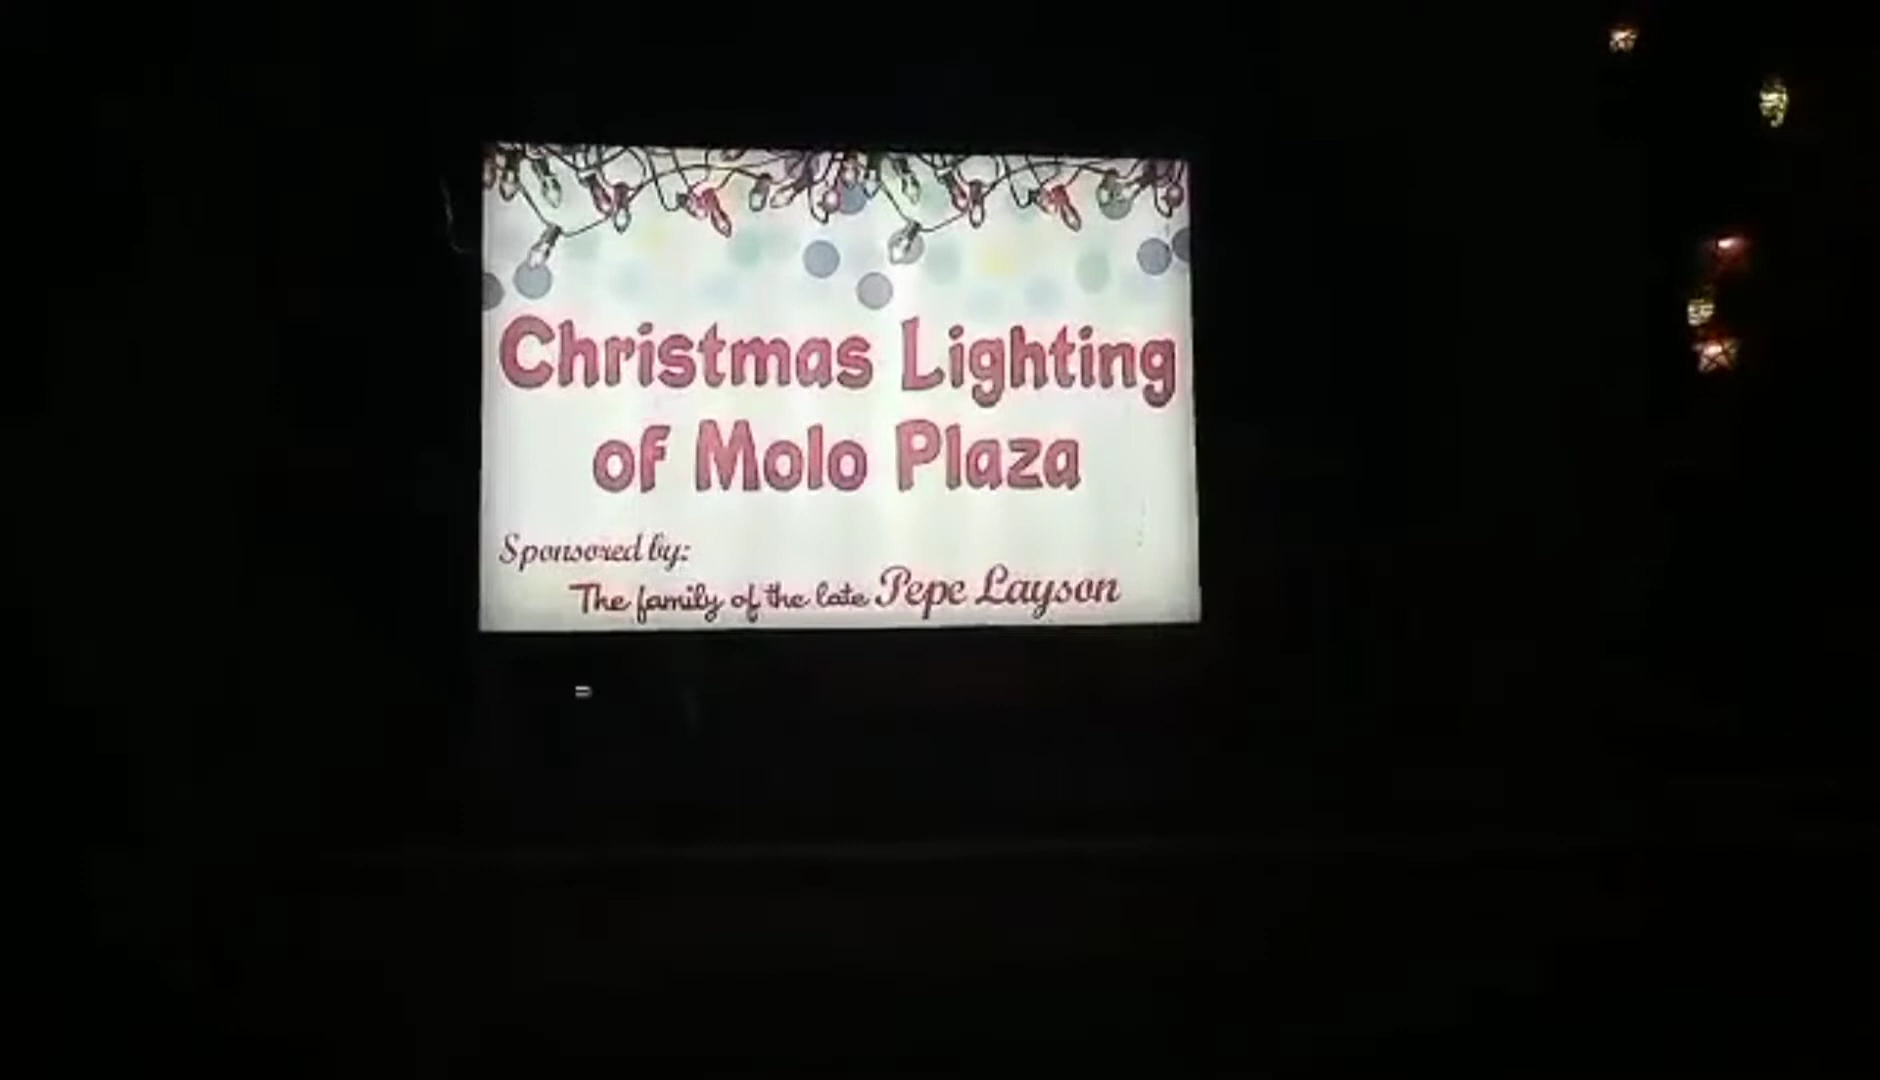 Christmas Lighting
of Molo Plaza
Sponsored by:
The family of the late Pepe Layson